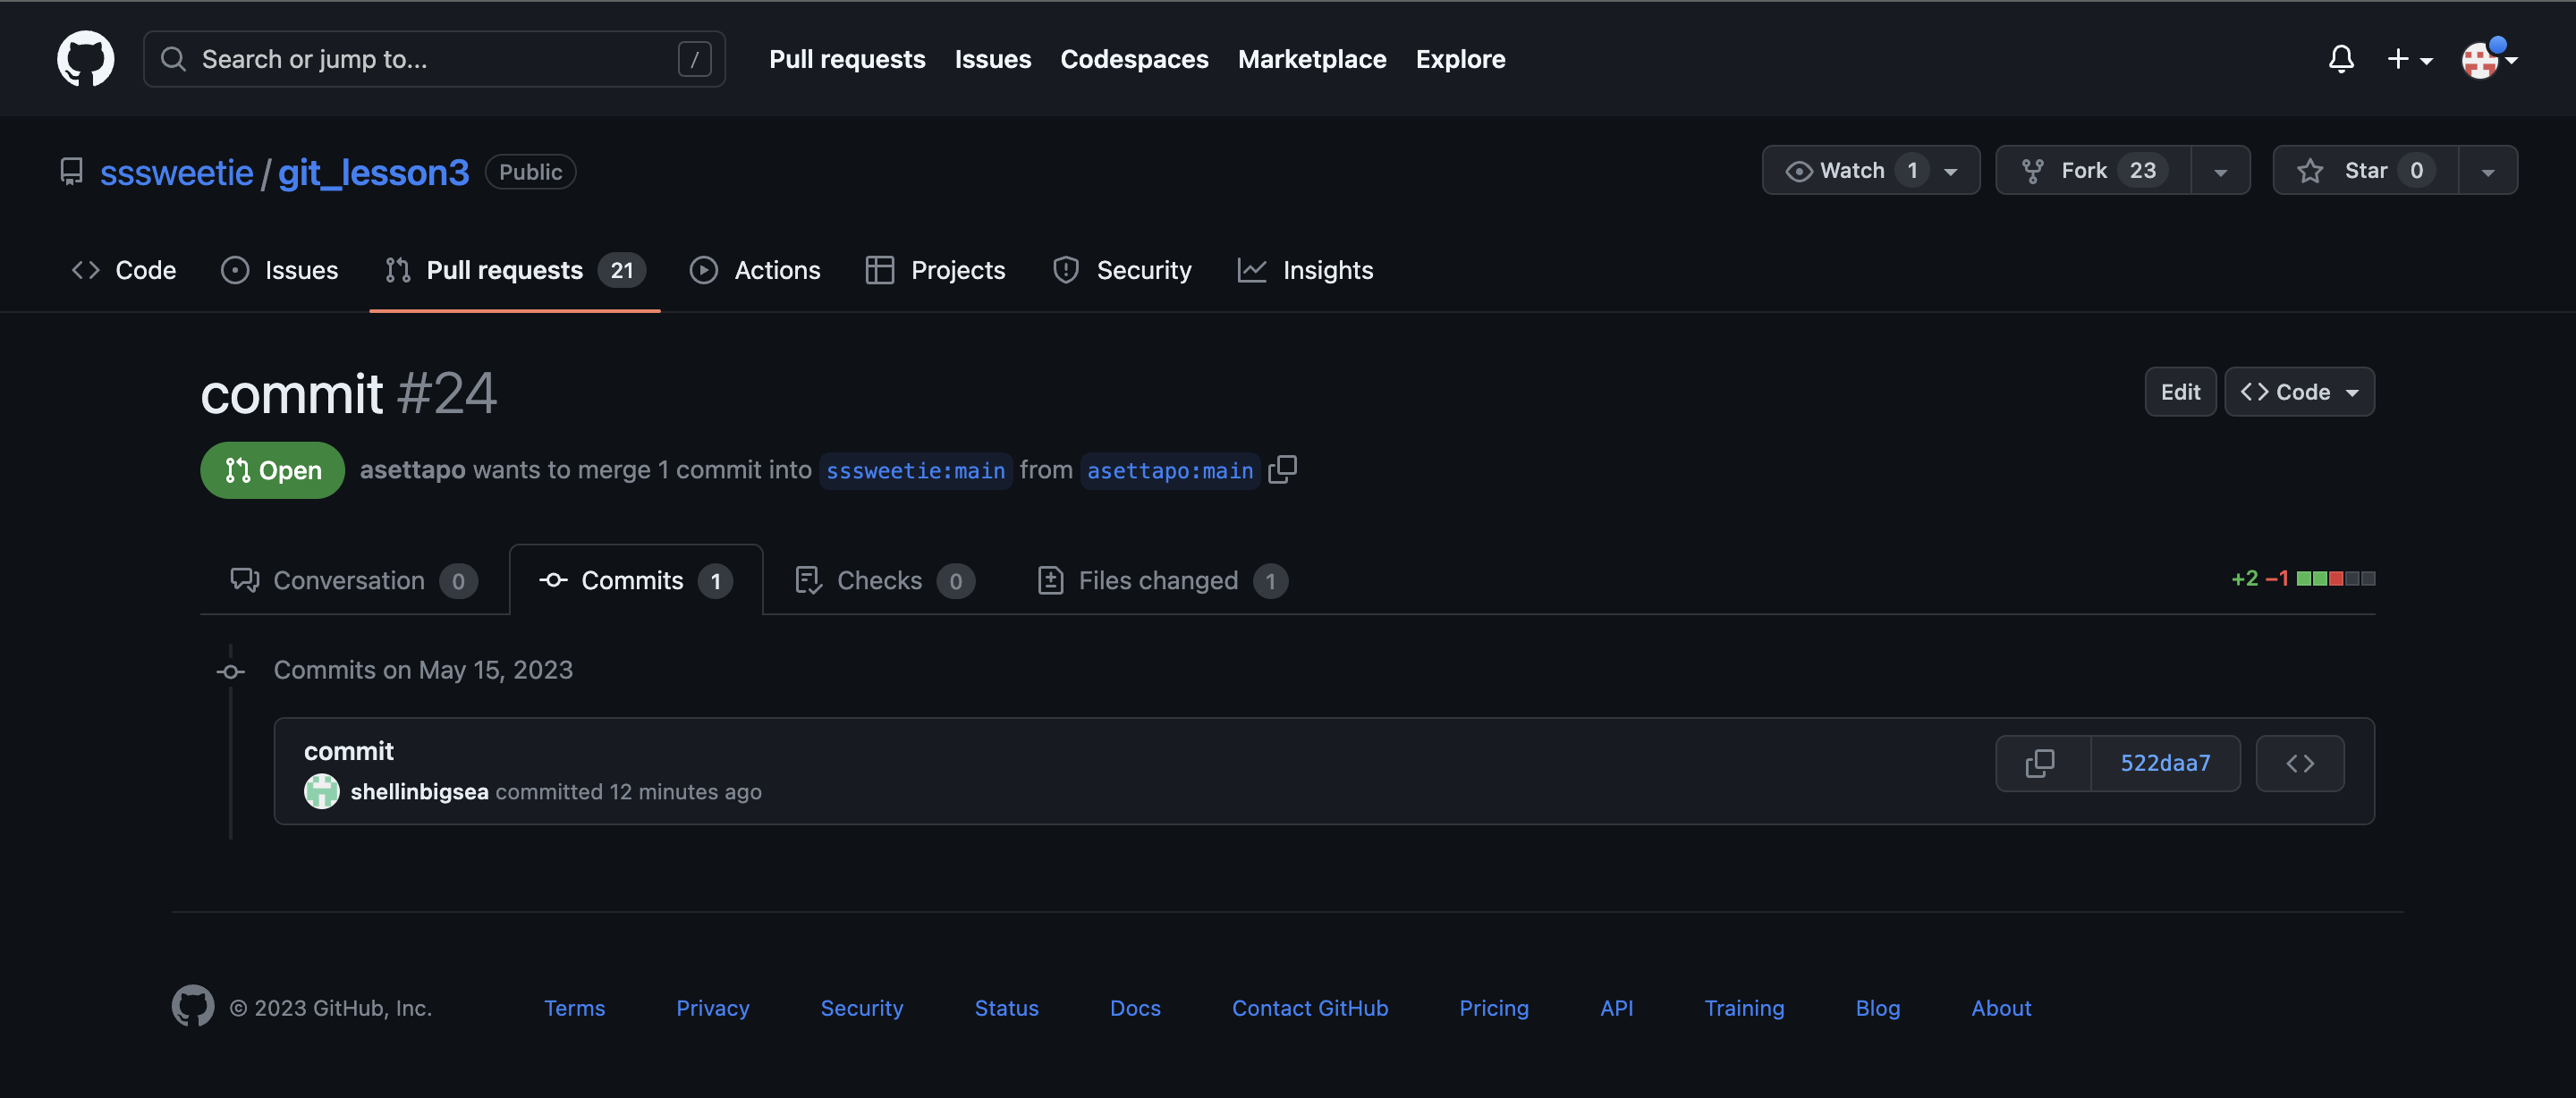 Search or jump to... / Pull requests Issues Codespaces Marketplace Explore
sssweetie / git_lesson3 Public Watch 1 Fork 23 Star 0
Code Issues Pull requests 21 Actions Projects Security Insights
commit #24 Edit Code
Open asettapo wants to merge 1 commit into sssweetie:main from asettapo:main
Conversation 0 Commits 1 Checks 0 Files changed 1 +2 −1
Commits on May 15, 2023
commit
522daa7
shellinbigsea committed 12 minutes ago
© 2023 GitHub, Inc. Terms Privacy Security Status Docs Contact GitHub Pricing API Training Blog About